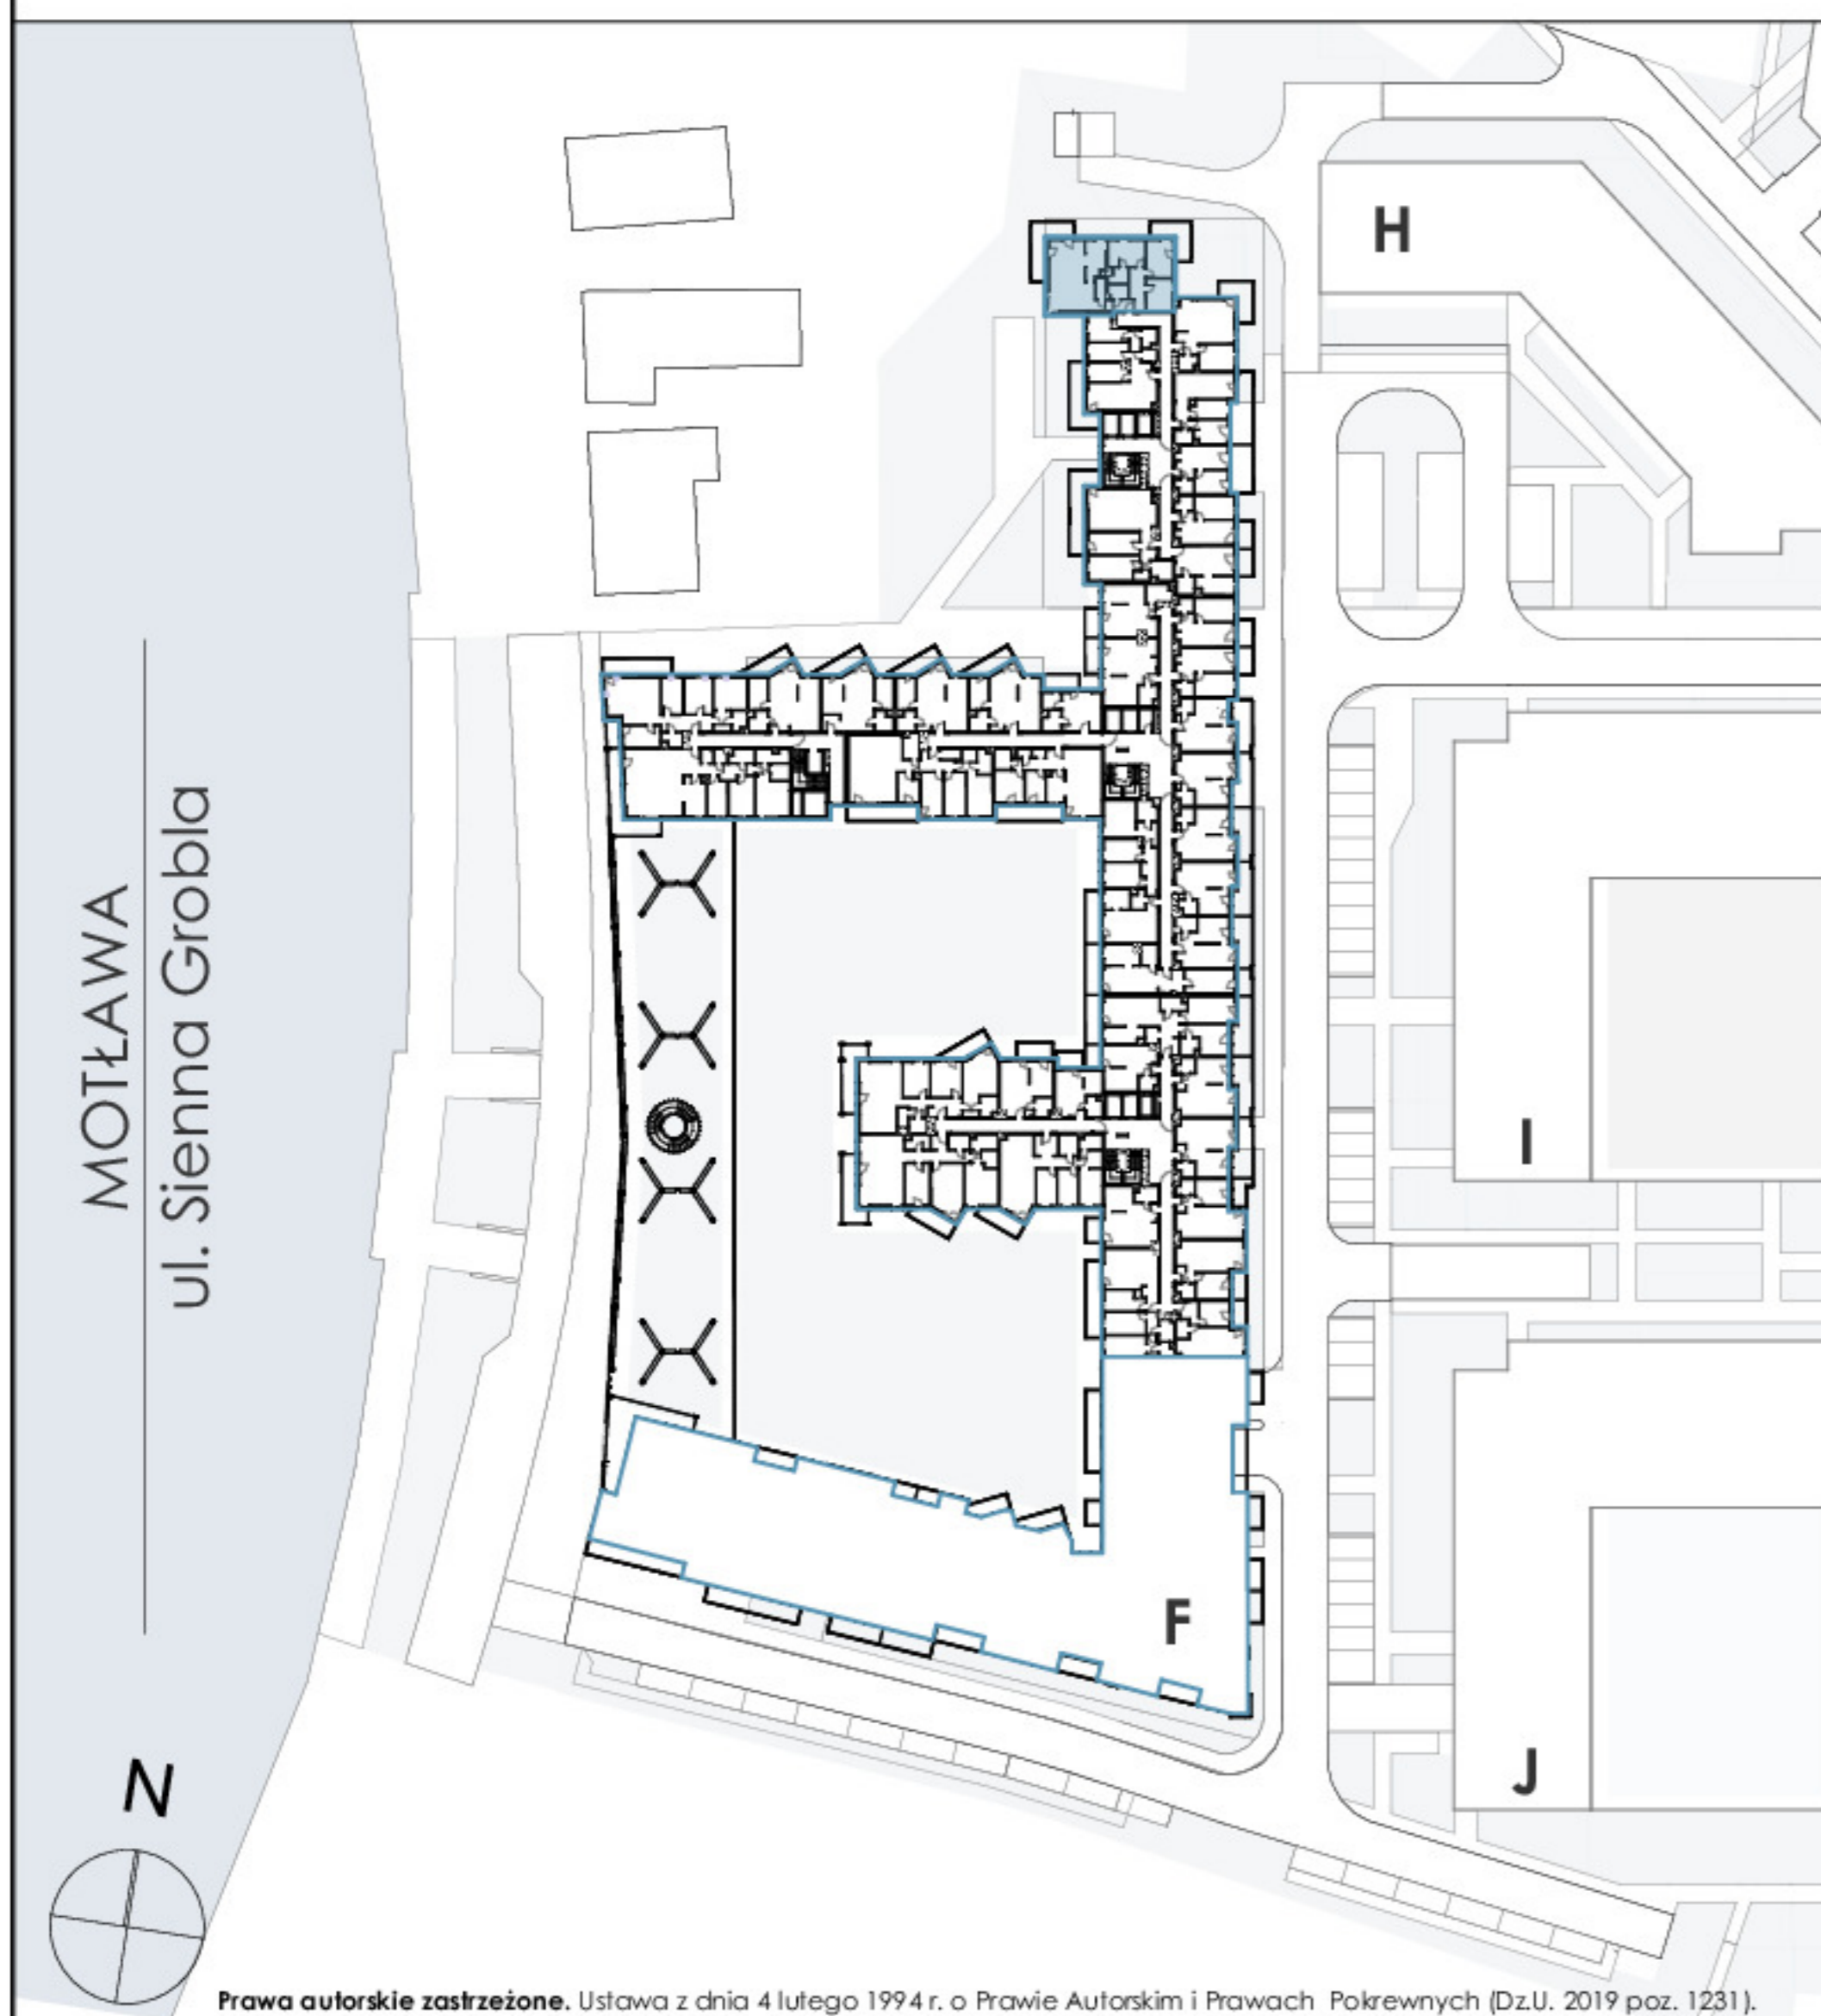 H
MOTŁAWA
ul. Sienna Grobla
I
F
J
N
Prawa autorskie zastrzeżone. Ustawa z dnia 4 lutego 1994 r. o Prawie Autorskim i Prawach Pokrewnych (Dz.U. 2019 poz. 1231).